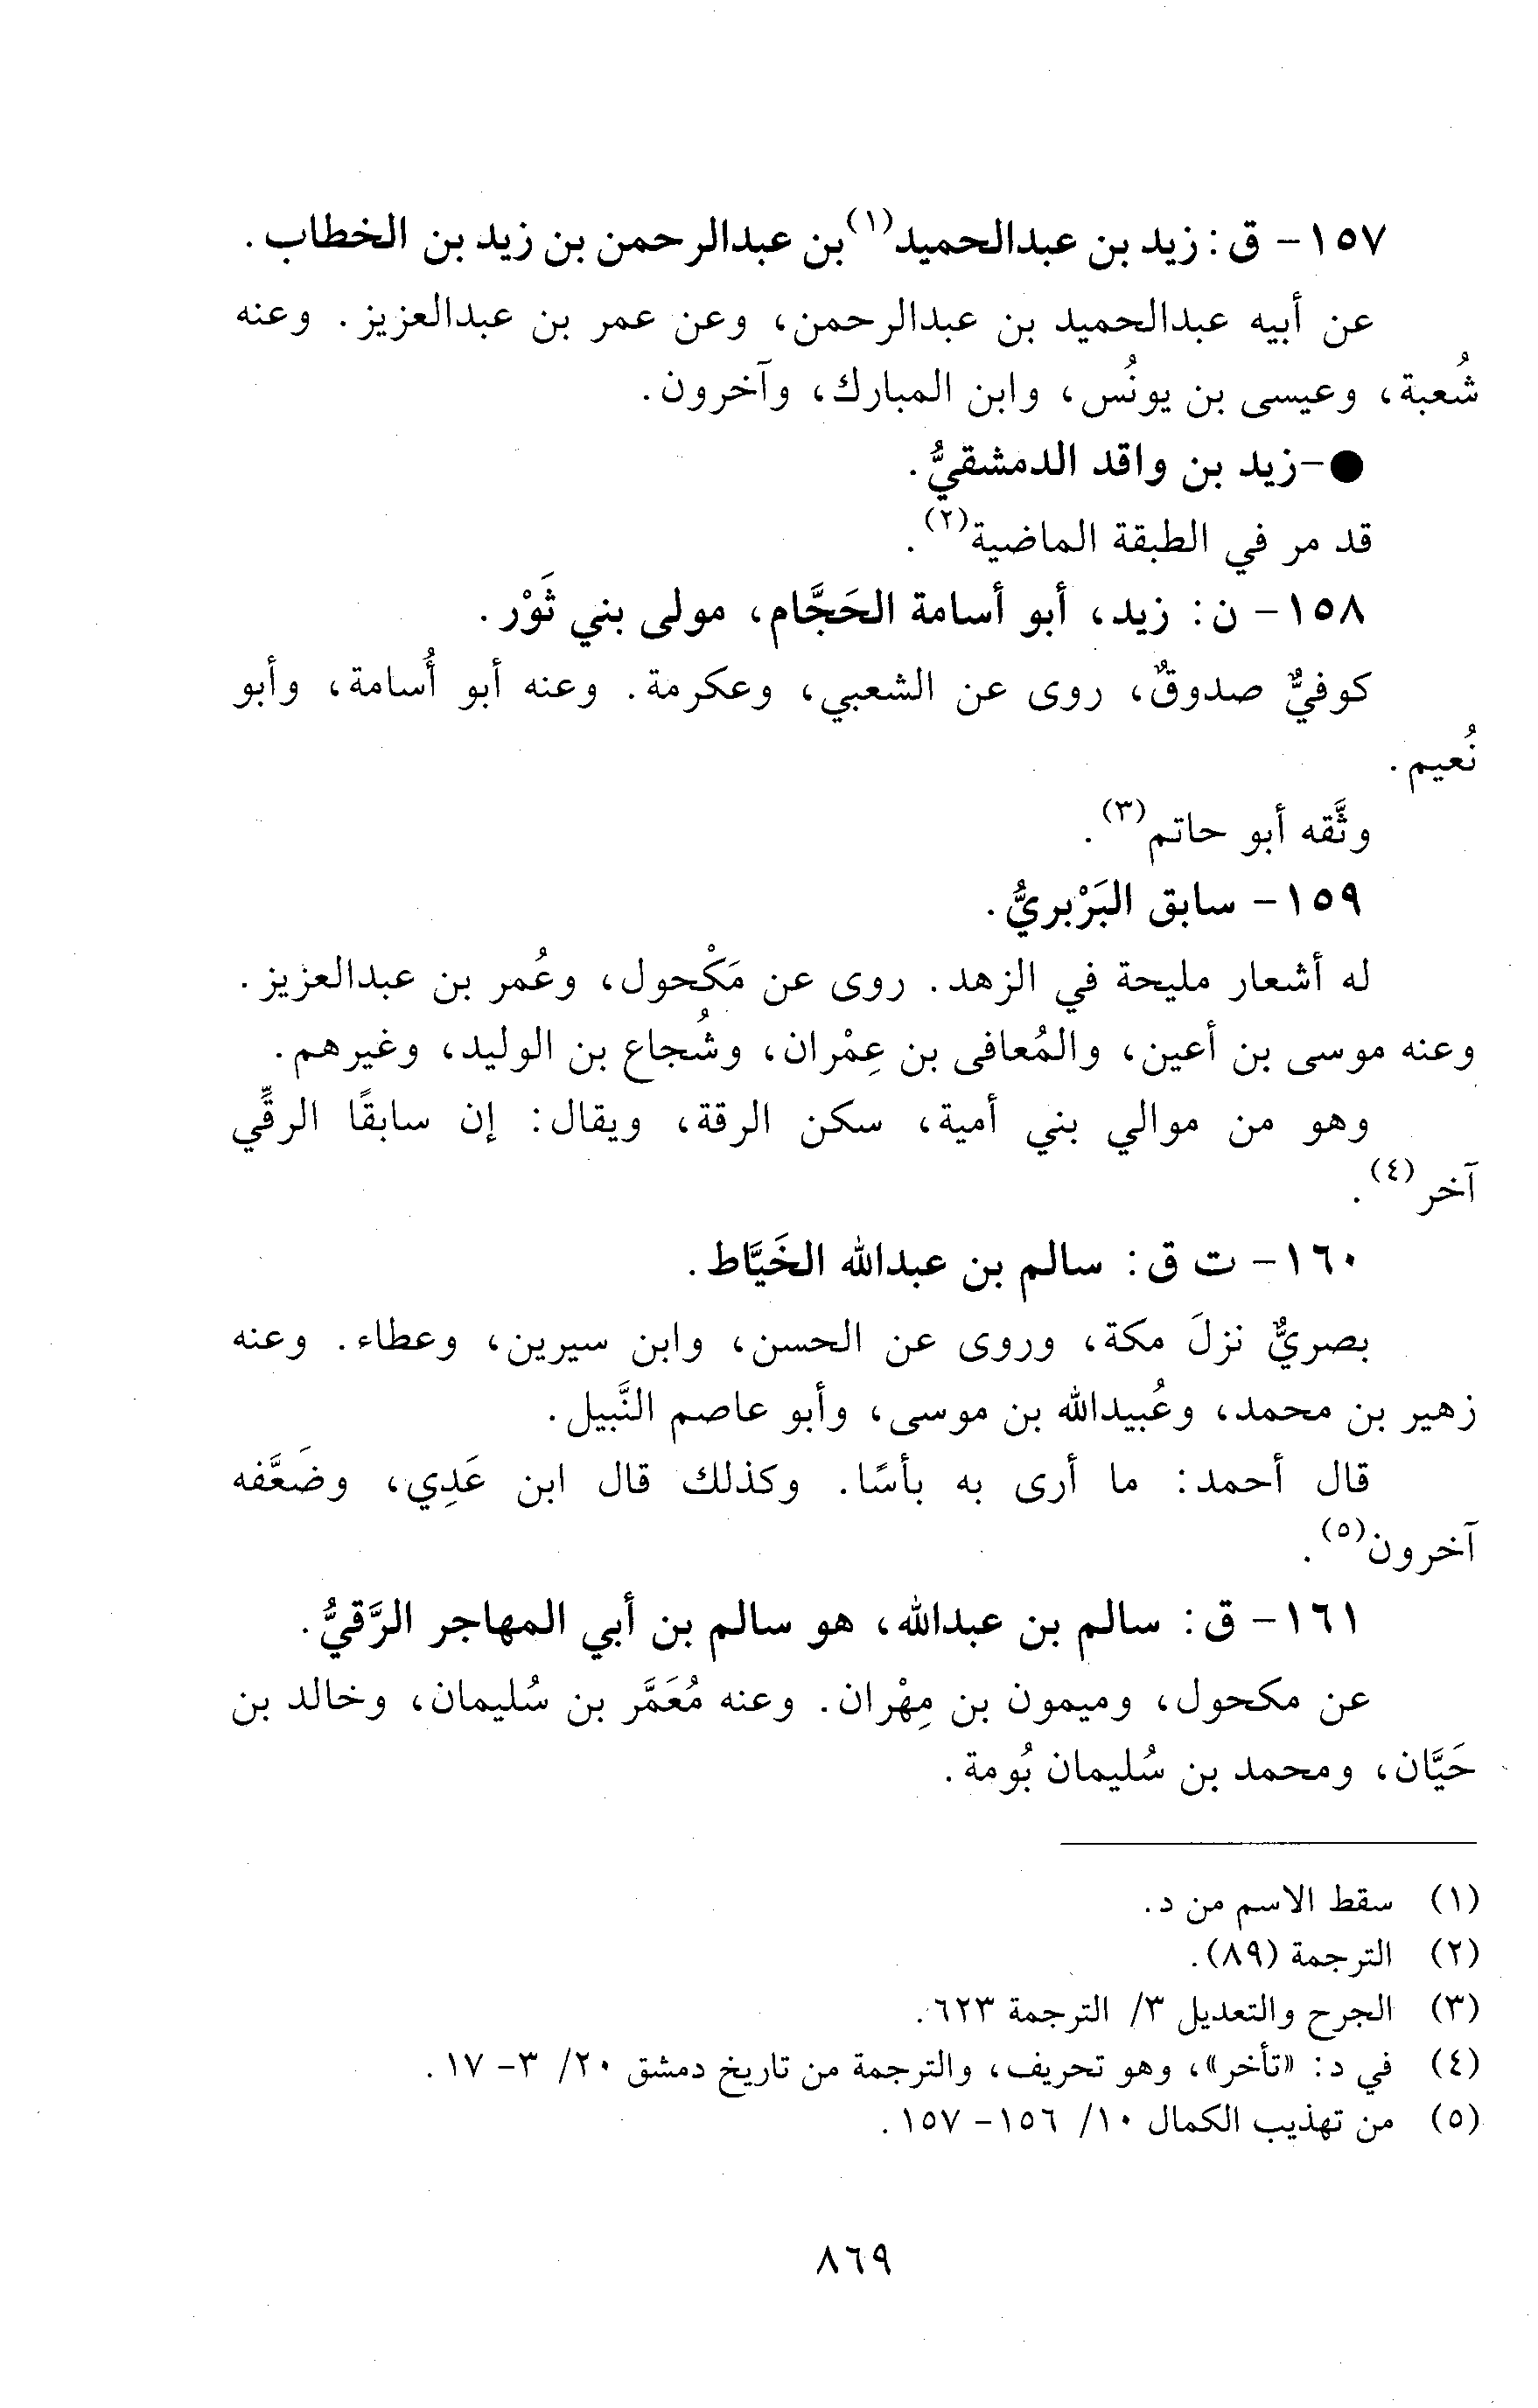 ١٥٧- ق: زيد بن عبدالحميد(١) بن عبدالرحمن بن زيد بن الخطاب.
عن أبيه عبدالحميد بن عبدالرحمن، وعن عمر بن عبدالعزيز. وعنه
شُعبة، وعيسى بن يونُس، وابن المبارك، وآخرون.
●-زيد بن واقد الدمشقيُّ.
قد مر في الطبقة الماضية(٢).
١٥٨- ن: زيد، أبو أسامة الحَجَّام، مولى بني ثَوْر.
كوفيٌّ صدوقٌ، روى عن الشعبي، وعكرمة. وعنه أبو أُسامة، وأبو
نُعيم.
وثَّقه أبو حاتم(٣).
١٥٩- سابق البَرْبريُّ.
له أشعار مليحة في الزهد. روى عن مَكْحول، وعُمر بن عبدالعزيز.
وعنه موسى بن أعين، والمُعافى بن عِمْران، وشُجاع بن الوليد، وغيرهم.
وهو من موالي بني أمية، سكن الرقة، ويقال: إن سابقًا الرقِّي
آخر(٤).
١٦٠- ت ق: سالم بن عبدالله الخَيَّاط.
بصريٌّ نزلَ مكة، وروى عن الحسن، وابن سيرين، وعطاء. وعنه
زهير بن محمد، وعُبيدالله بن موسى، وأبو عاصم النَّبيل.
قال أحمد: ما أرى به بأسًا. وكذلك قال ابن عَدِي، وضَعَّفه
آخرون(٥).
١٦١- ق: سالم بن عبدالله، هو سالم بن أبي المهاجر الرَّقيُّ.
عن مكحول، وميمون بن مِهْران. وعنه مُعَمَّر بن سُليمان، وخالد بن
حَيَّان، ومحمد بن سُليمان بُومة.
(١) سقط الاسم من د.
(٢) الترجمة (٨٩).
(٣) الجرح والتعديل ٣/ الترجمة ٦٢٣.
(٤) في د: «تأخر»، وهو تحريف، والترجمة من تاريخ دمشق ٢٠/ ٣- ١٧.
(٥) من تهذيب الكمال ١٠/ ١٥٦- ١٥٧.
٨٦٩